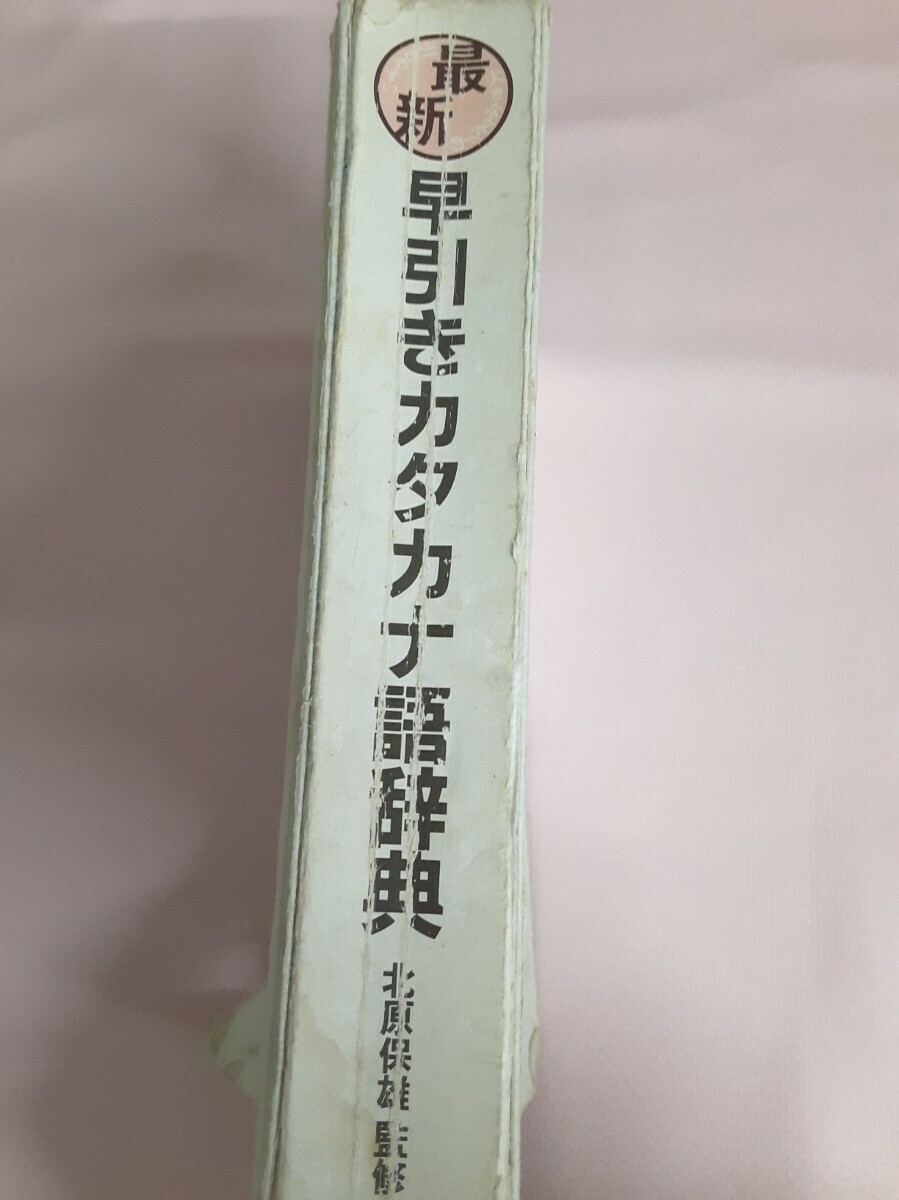 最新
早引きカタカナ語辞典
北原保雄 監修